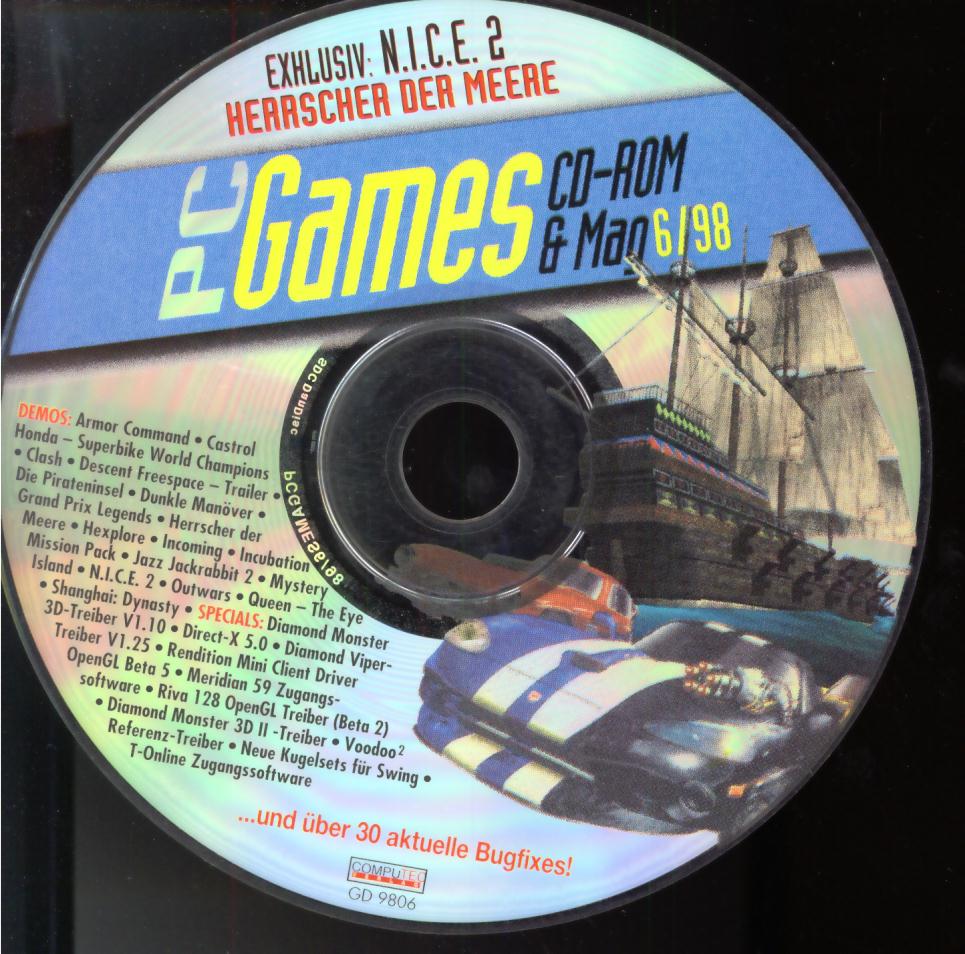 EXKLUSIV: N.I.C.E. 2
HERRSCHER DER MEERE
PC Games CD-ROM
& Mag 6/98
DEMOS: Armor Command • Castrol
Honda – Superbike World Champions
• Clash • Descent Freespace – Trailer •
Die Pirateninsel • Dunkle Manöver •
Grand Prix Legends • Herrscher der
Meere • Hexplore • Incoming • Incubation
Mission Pack • Jazz Jackrabbit 2 • Mystery
Island • N.I.C.E. 2 • Outwars • Queen – The Eye
• Shanghai: Dynasty • SPECIALS: Diamond Monster
3D-Treiber V1.10 • Direct-X 5.0 • Diamond Viper-
Treiber V1.25 • Rendition Mini Client Driver
OpenGL Beta 5 • Meridian 59 Zugangs-
software • Riva 128 OpenGL Treiber (Beta 2)
• Diamond Monster 3D II -Treiber • Voodoo²
Referenz-Treiber • Neue Kugelsets für Swing •
T-Online Zugangssoftware
...und über 30 aktuelle Bugfixes!
COMPUTEC
VERLAG
GD 9806
sdc DanDisc